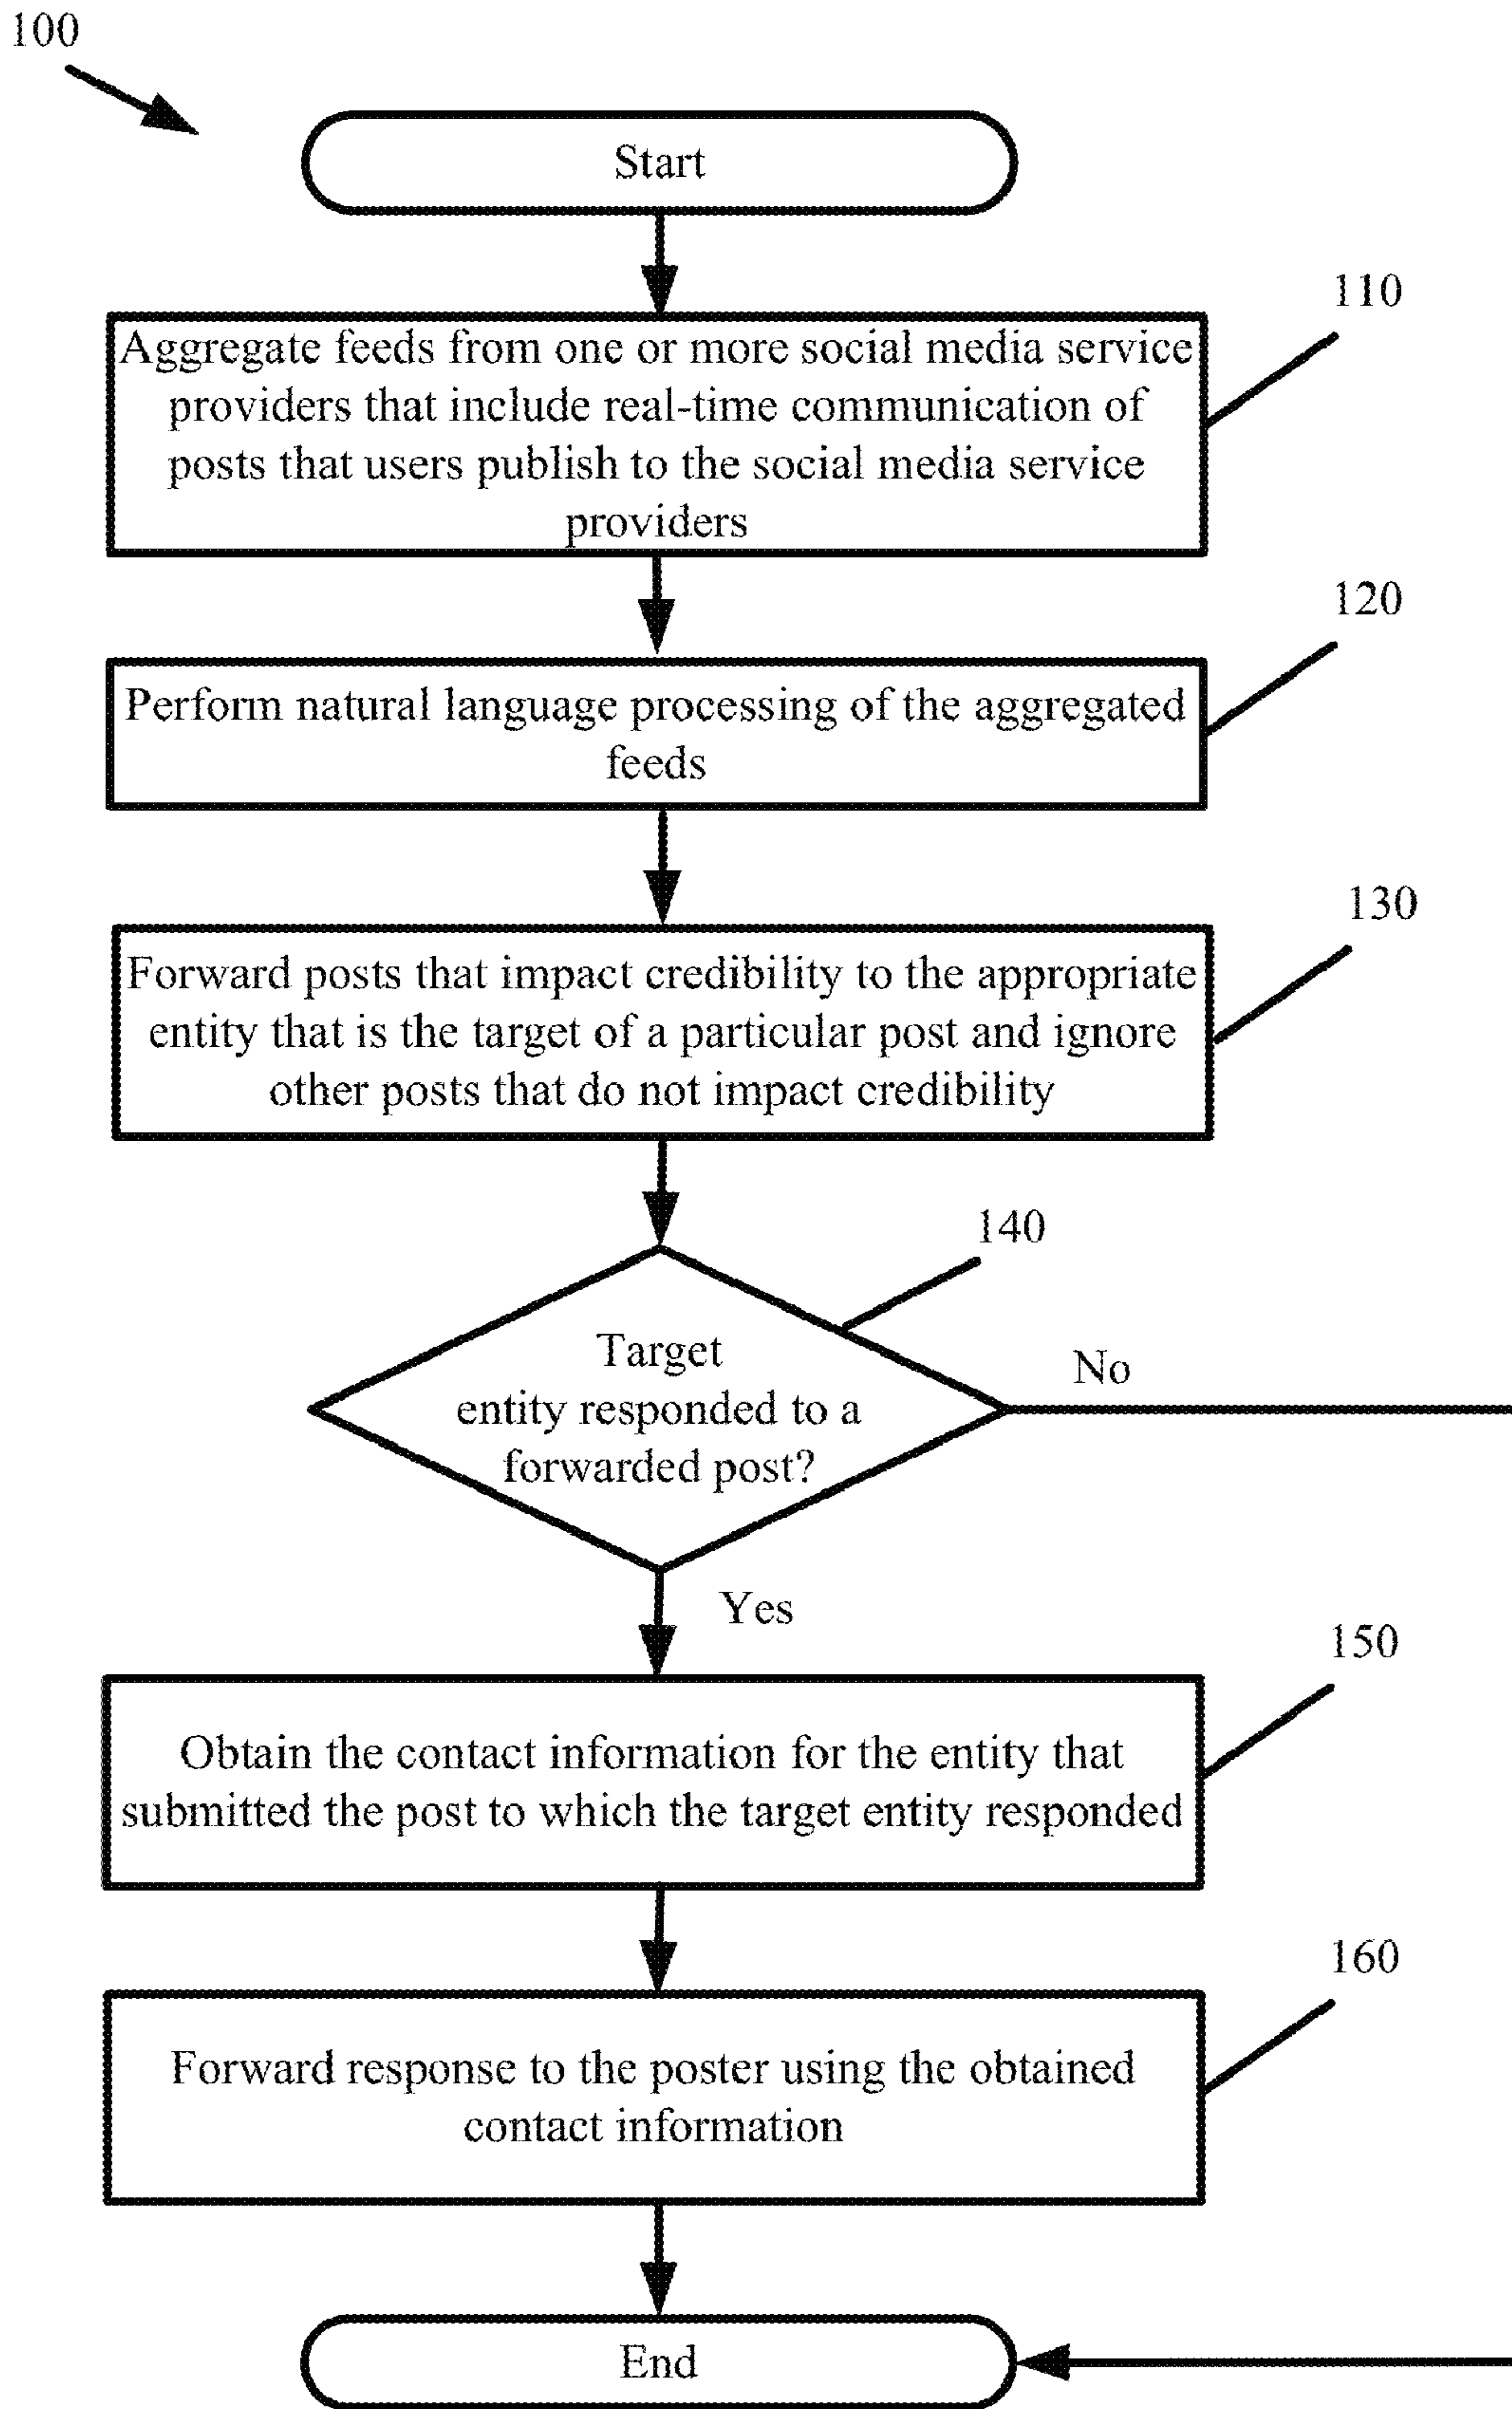 100
Start
110
Aggregate feeds from one or more social media service
providers that include real-time communication of
posts that users publish to the social media service
providers
120
Perform natural language processing of the aggregated
feeds
130
Forward posts that impact credibility to the appropriate
entity that is the target of a particular post and ignore
other posts that do not impact credibility
140
Target
entity responded to a
forwarded post?
No
Yes
150
Obtain the contact information for the entity that
submitted the post to which the target entity responded
160
Forward response to the poster using the obtained
contact information
End